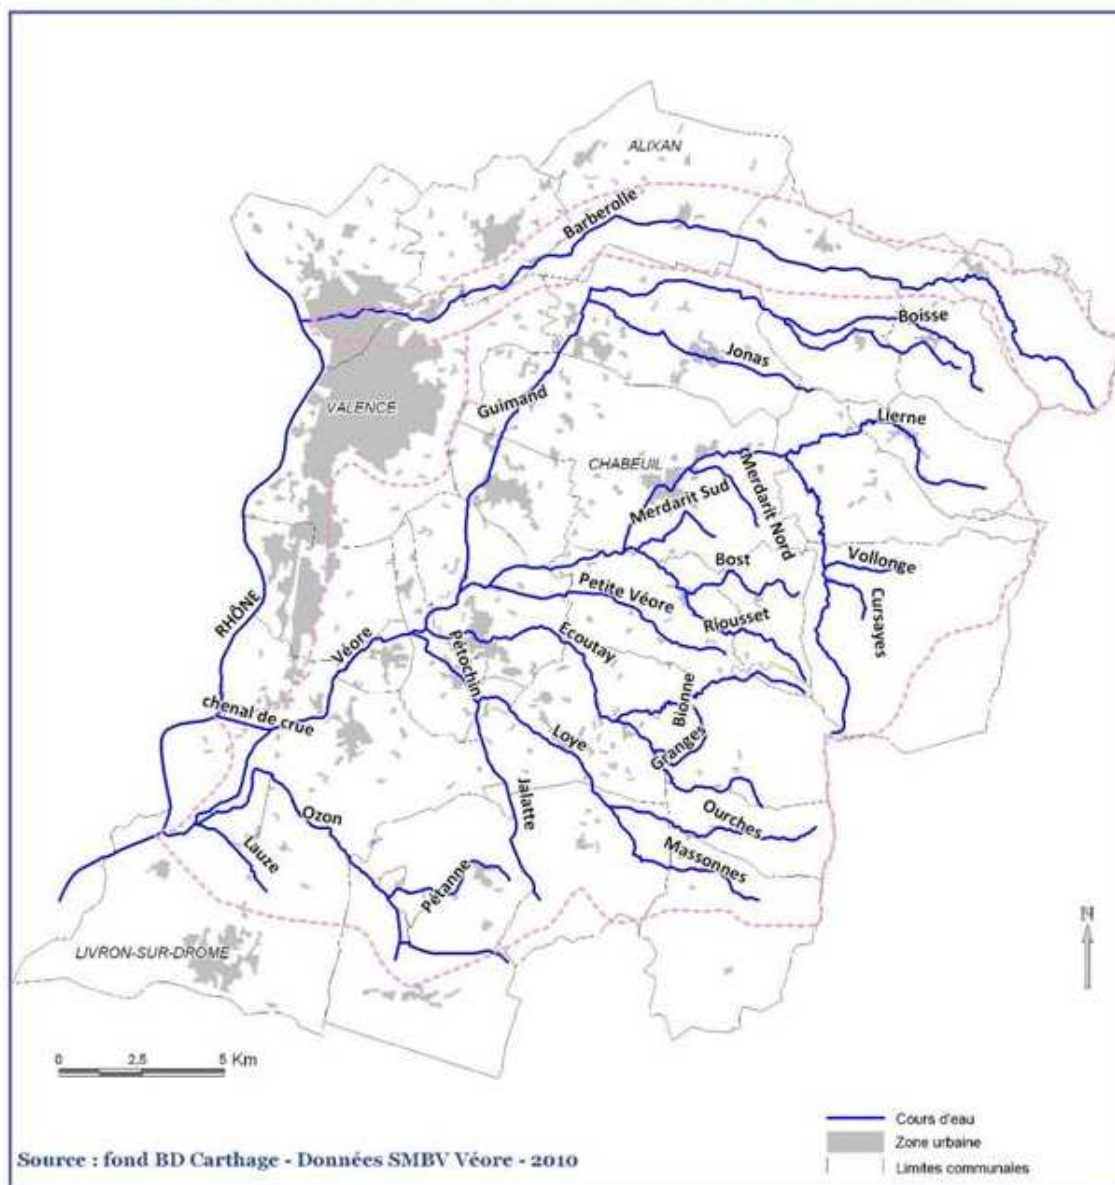 ALIXAN
Barberolle
Boisse
Jonas
VALENCE
Guimand
Lierne
CHABEUIL
Merdarit Nord
Merdarit Sud
Bost
Vollonge
RHÔNE
Petite Véore
Riousset
Cursayes
Véore
Pétochin
Ecoutay
chenal de crue
Bionne
Loye
Granges
Jalatte
Ozon
Ourches
Lauze
Massonnes
Pétanne
LIVRON-SUR-DROME
N
0 2,5 5 Km
Cours d'eau
Zone urbaine
Limites communales
Source : fond BD Carthage - Données SMBV Véore - 2010